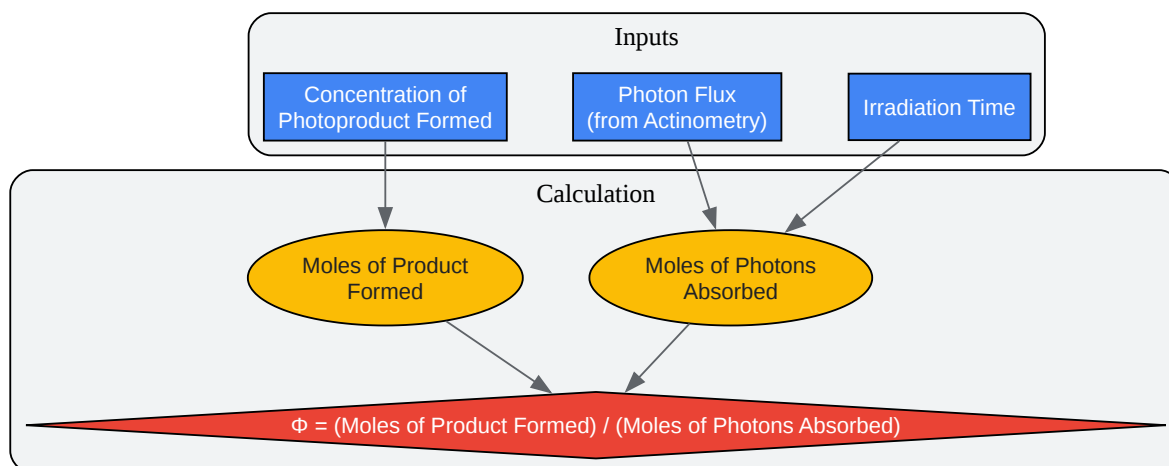 Inputs
Concentration of
Photoproduct Formed
Photon Flux
(from Actinometry)
Irradiation Time
Calculation
Moles of Product
Formed
Moles of Photons
Absorbed
Φ = (Moles of Product Formed) / (Moles of Photons Absorbed)